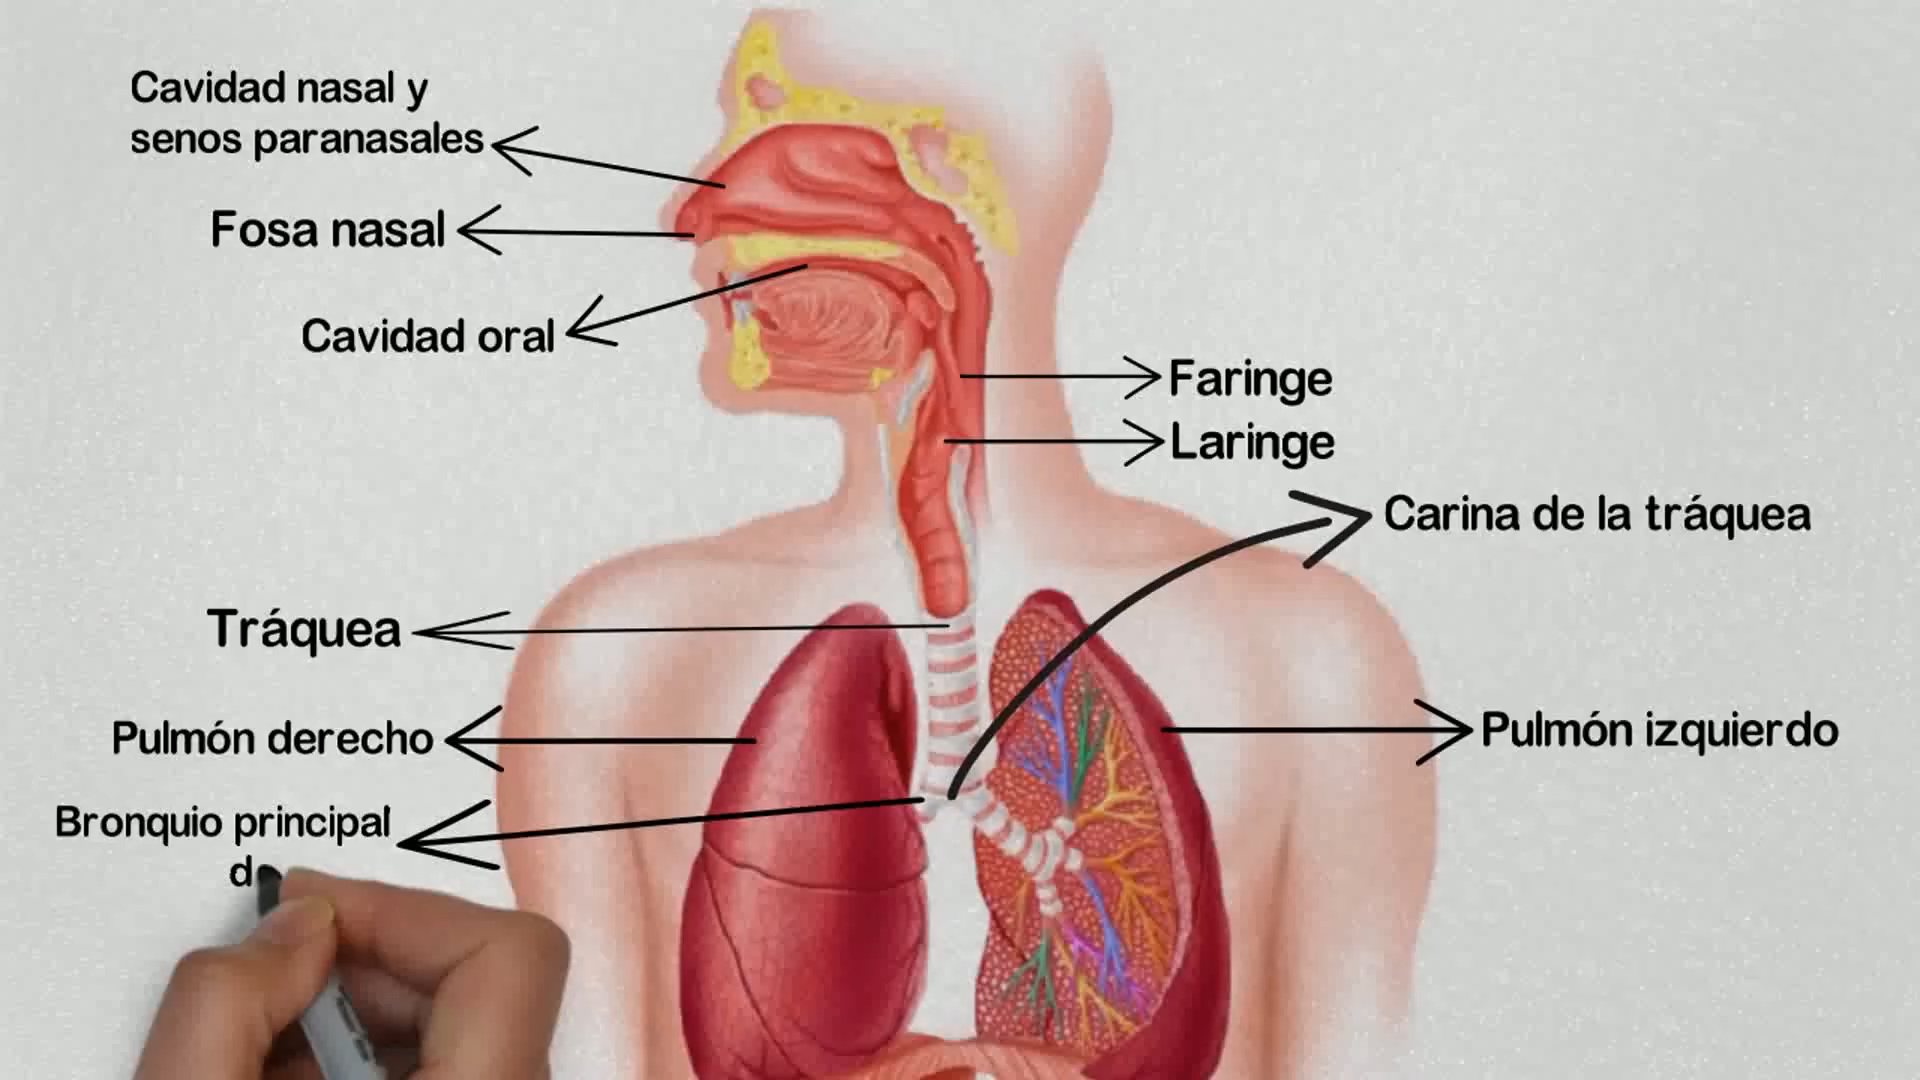 Cavidad nasal y
senos paranasales
Fosa nasal
Cavidad oral
Faringe
Laringe
Carina de la tráquea
Tráquea
Pulmón derecho
Pulmón izquierdo
Bronquio principal
d